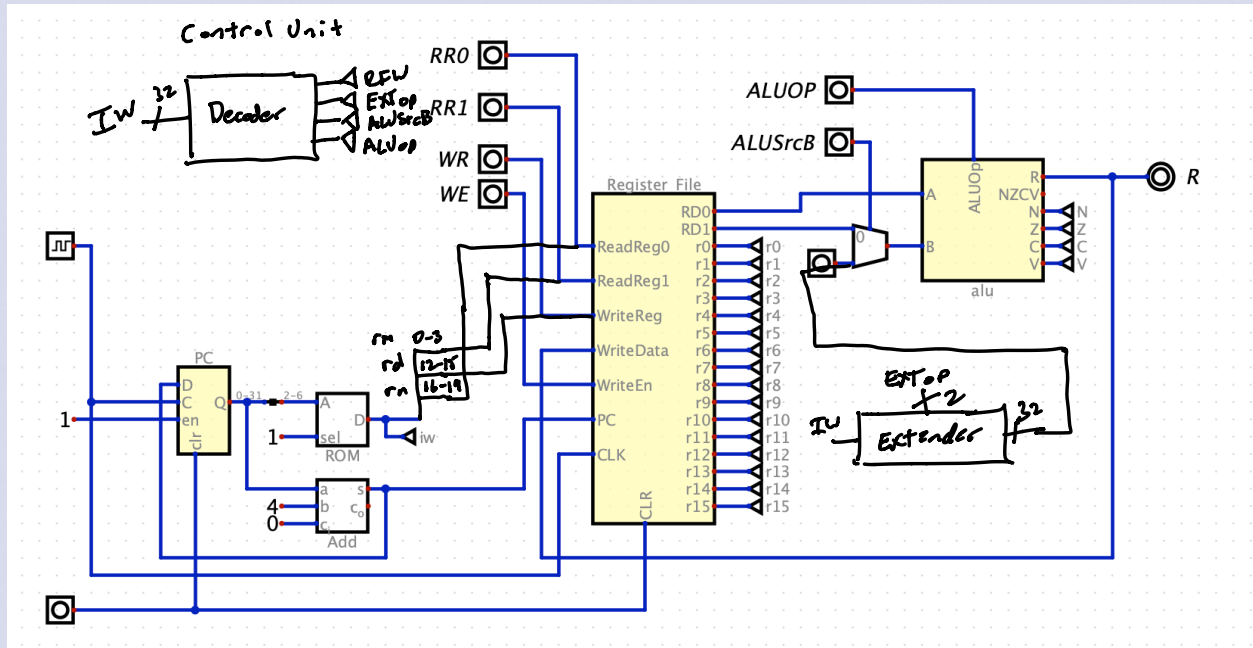 Control Unit
IW 32
Decoder
RFW
EXTOP
ALUSrcB
ALUOP
RR0
RR1
WR
WE
ALUOP
ALUSrcB
Register File
ReadReg0
ReadReg1
WriteReg
WriteData
WriteEn
PC
CLK
CLR
RD0
RD1
r0 r0
r1 r1
r2 r2
r3 r3
r4 r4
r5 r5
r6 r6
r7 r7
r8 r8
r9 r9
r10 r10
r11 r11
r12 r12
r13 r13
r14 r14
r15 r15
0
ALUOp
A
B
R
NZCV
N N
Z Z
C C
V V
alu
R
rm 0-3
rd 12-15
rn 16-19
PC
D
C
en
clr
Q
0-31 2-6
1
A
D
sel
1
ROM
iw
a
b
c
s
c₀
4
0
Add
EXTOP
2
IW
Extender
32